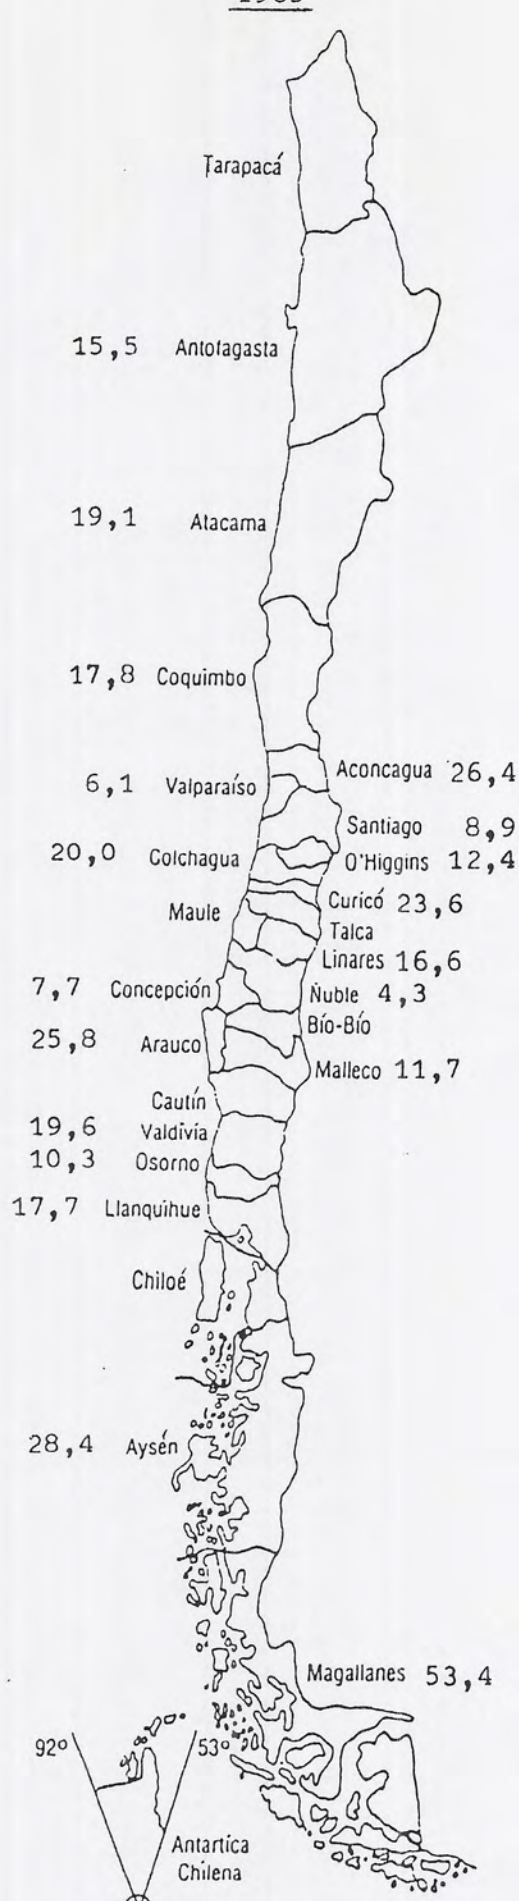 Tarapacá
15,5 Antofagasta
19,1 Atacama
17,8 Coquimbo
Aconcagua 26,4
6,1 Valparaíso
Santiago 8,9
20,0 Colchagua
O'Higgins 12,4
Curicó 23,6
Maule
Talca
Linares 16,6
7,7 Concepción
Ñuble 4,3
Bío-Bío
25,8 Arauco
Malleco 11,7
Cautín
19,6 Valdivia
10,3 Osorno
17,7 Llanquihue
Chiloé
28,4 Aysén
Magallanes 53,4
92º 53º
Antartica
Chilena